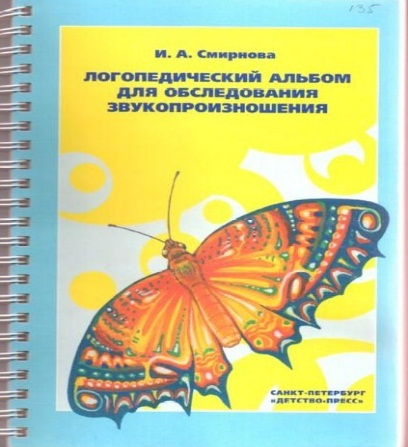 135
И. А. Смирнова
ЛОГОПЕДИЧЕСКИЙ АЛЬБОМ
ДЛЯ ОБСЛЕДОВАНИЯ
ЗВУКОПРОИЗНОШЕНИЯ
САНКТ-ПЕТЕРБУРГ
«ДЕТСТВО-ПРЕСС»